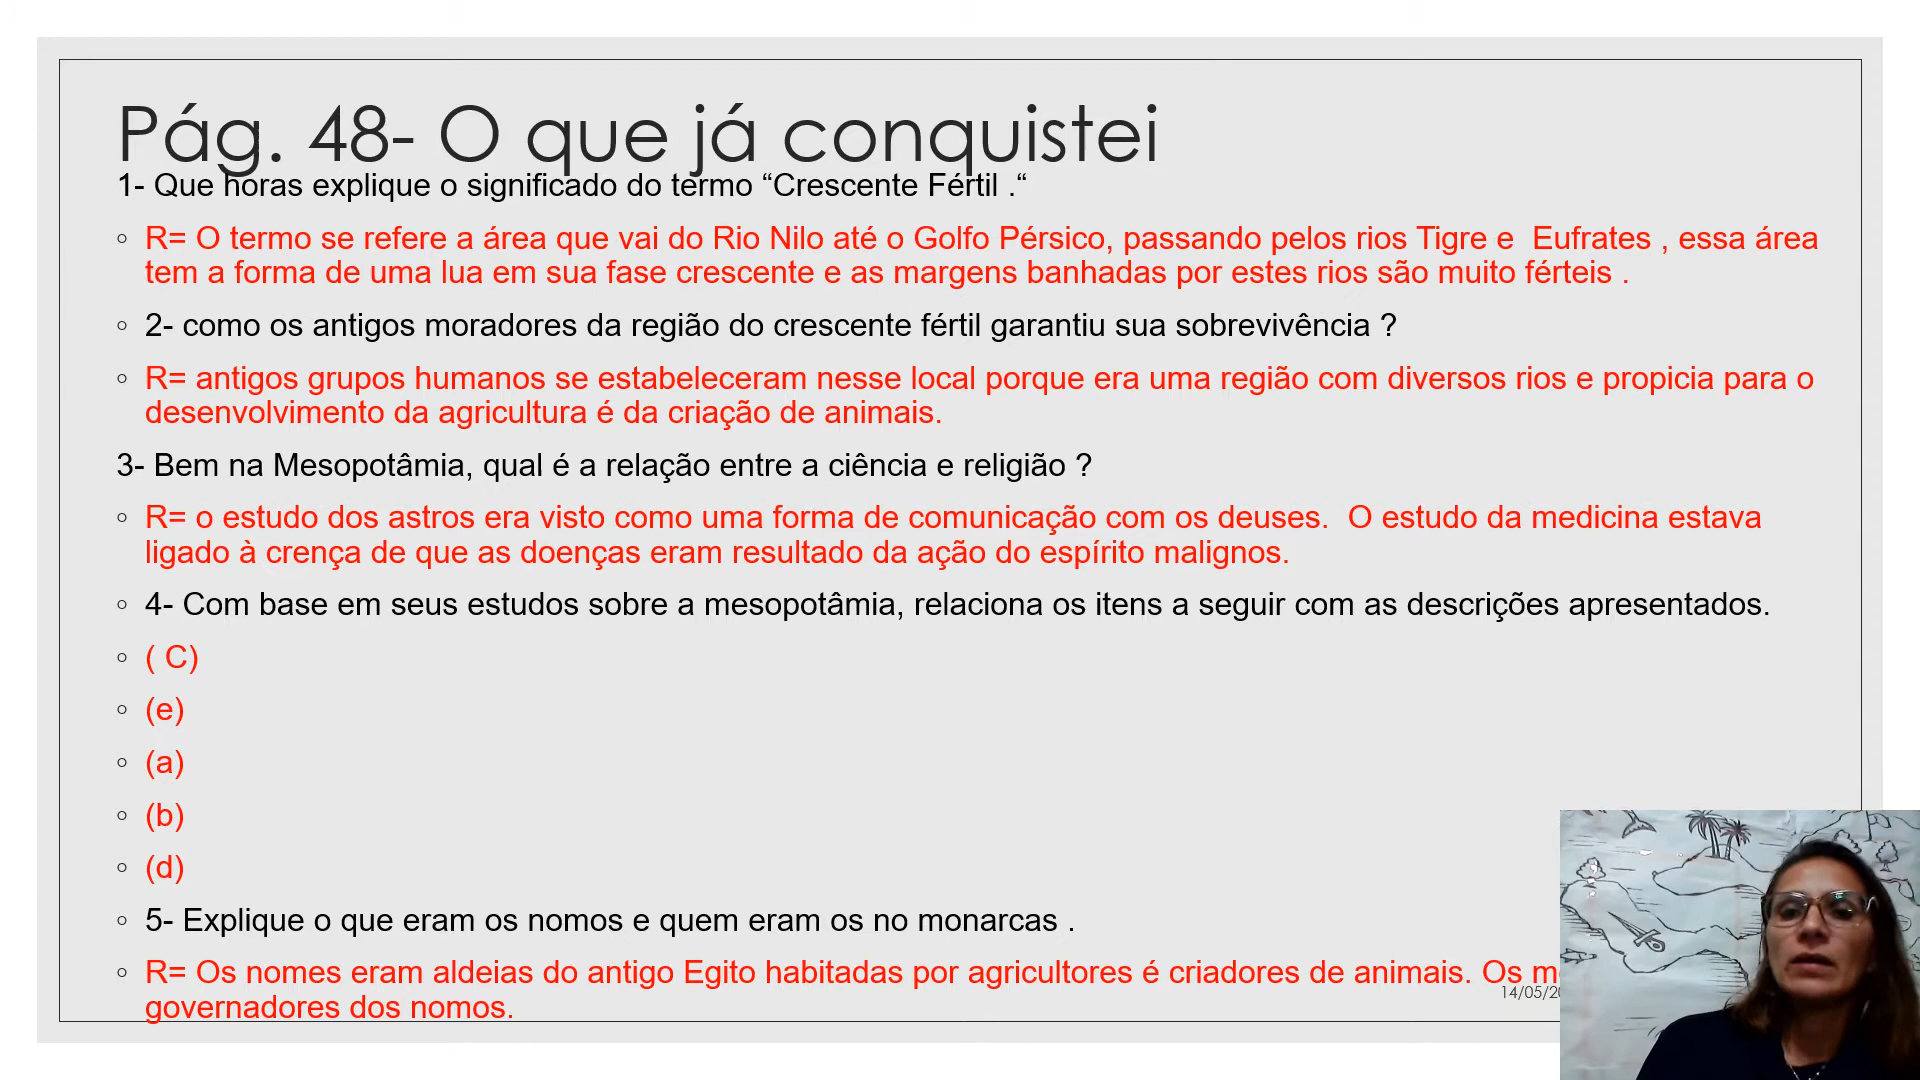 Pág. 48- O que já conquistei
1- Que horas explique o significado do termo “Crescente Fértil .“
R= O termo se refere a área que vai do Rio Nilo até o Golfo Pérsico, passando pelos rios Tigre e  Eufrates , essa área
tem a forma de uma lua em sua fase crescente e as margens banhadas por estes rios são muito férteis .
2- como os antigos moradores da região do crescente fértil garantiu sua sobrevivência ?
R= antigos grupos humanos se estabeleceram nesse local porque era uma região com diversos rios e propicia para o
desenvolvimento da agricultura é da criação de animais.
3- Bem na Mesopotâmia, qual é a relação entre a ciência e religião ?
R= o estudo dos astros era visto como uma forma de comunicação com os deuses.  O estudo da medicina estava
ligado à crença de que as doenças eram resultado da ação do espírito malignos.
4- Com base em seus estudos sobre a mesopotâmia, relaciona os itens a seguir com as descrições apresentados.
( C)
(e)
(a)
(b)
(d)
5- Explique o que eram os nomos e quem eram os no monarcas .
R= Os nomes eram aldeias do antigo Egito habitadas por agricultores é criadores de animais. Os
governadores dos nomos.
14/05/20